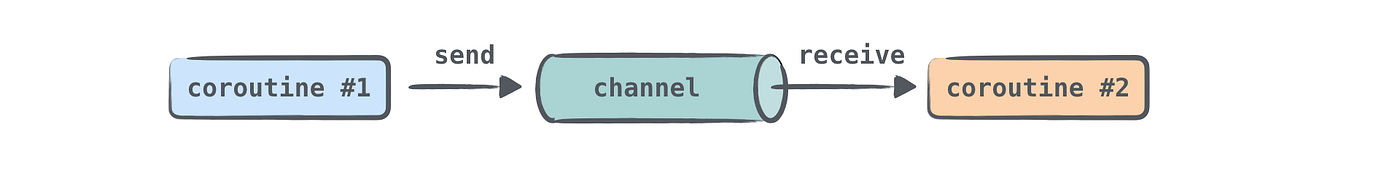 send
receive
coroutine #1
channel
coroutine #2